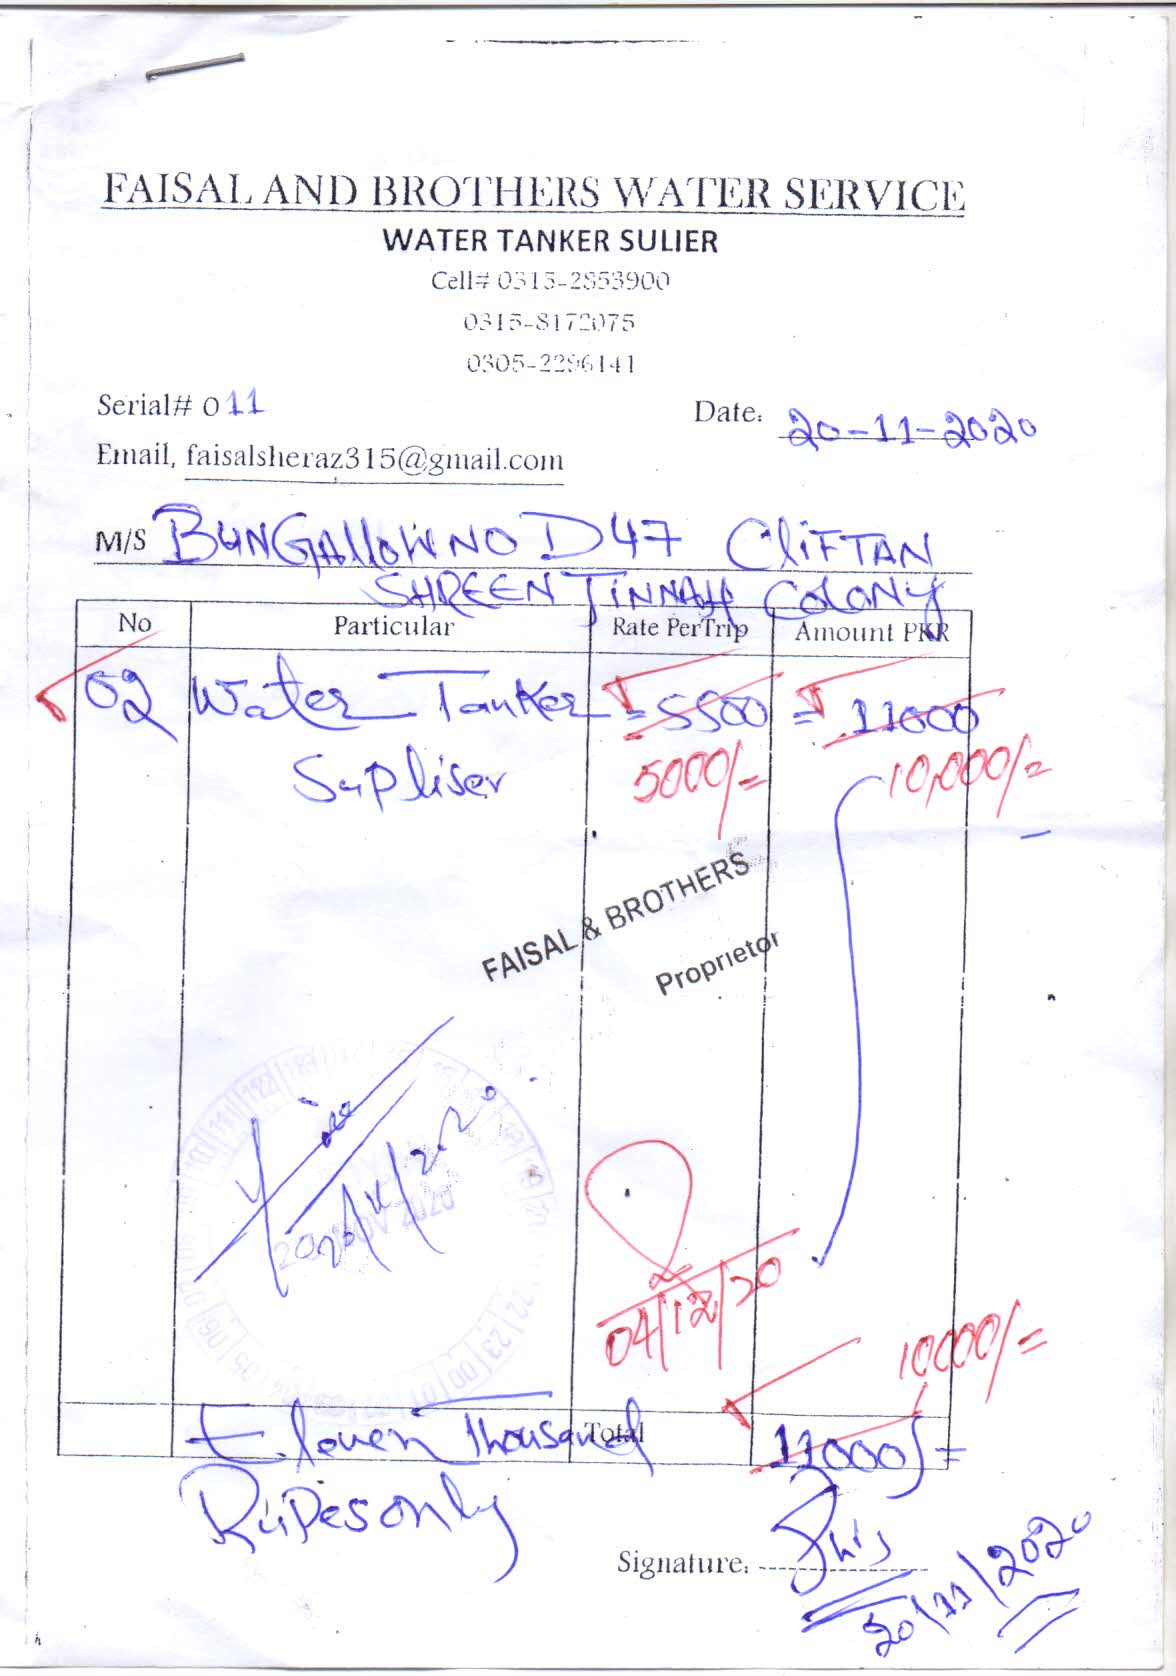 FAISAL AND BROTHERS WATER SERVICE
WATER TANKER SULIER
Cell# 0315-2853900
0315-8172075
0305-2296141
Serial# 011
Date: 20-11-2020
Email, faisalsheraz315@gmail.com
M/S BUNGALLOW NO D 47 CLIFTAN
SHREEN JINNAH COLONY
No Particular Rate PerTrip Amount PKR
02 Water Tanker = 5500 = 11000
Supliser 5000/= 10,000/=
FAISAL & BROTHERS
Proprietor
20 NOV 2020
04/12/20
10000/=
Eleven Thousand Total 11000/=
Rupes only
Signature:
20/11/2020